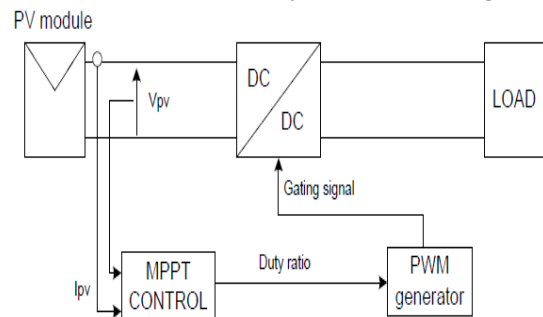 PV module
DC
DC
Vpv
LOAD
Gating signal
Ipv
MPPT
CONTROL
Duty ratio
PWM
generator